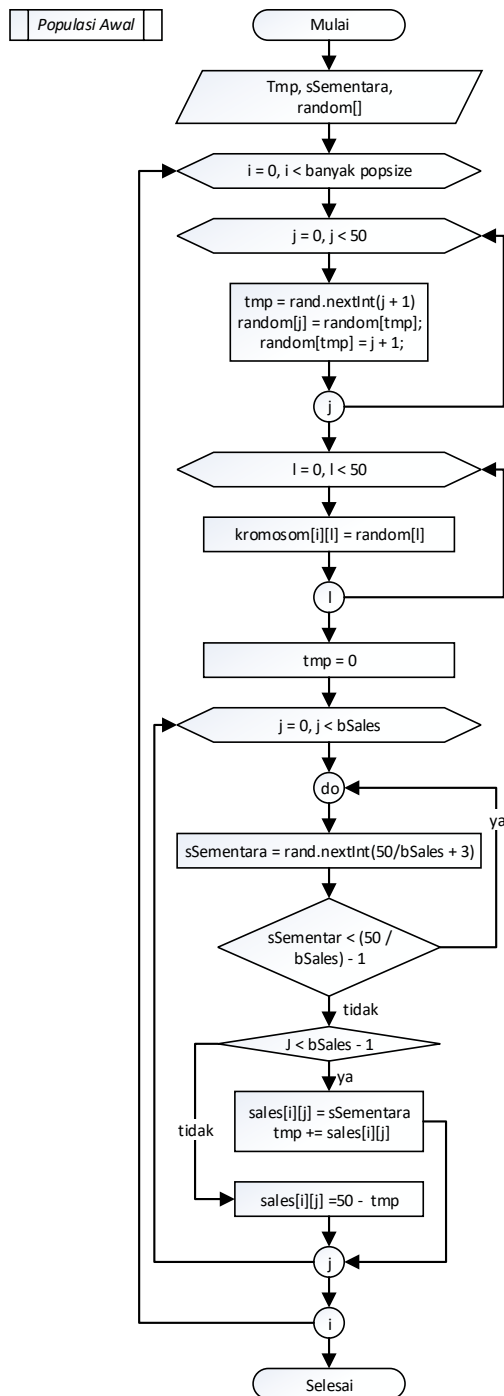 Populasi Awal
Mulai
Tmp, sSementara,
random[]
i = 0, i < banyak popsize
j = 0, j < 50
tmp = rand.nextInt(j + 1)
random[j] = random[tmp];
random[tmp] = j + 1;
j
l = 0, l < 50
kromosom[i][l] = random[l]
l
tmp = 0
j = 0, j < bSales
do
ya
sSementara = rand.nextInt(50/bSales + 3)
sSementar < (50 /
bSales) - 1
tidak
J < bSales - 1
ya
sales[i][j] = sSementara
tmp += sales[i][j]
tidak
sales[i][j] =50 - tmp
j
i
Selesai